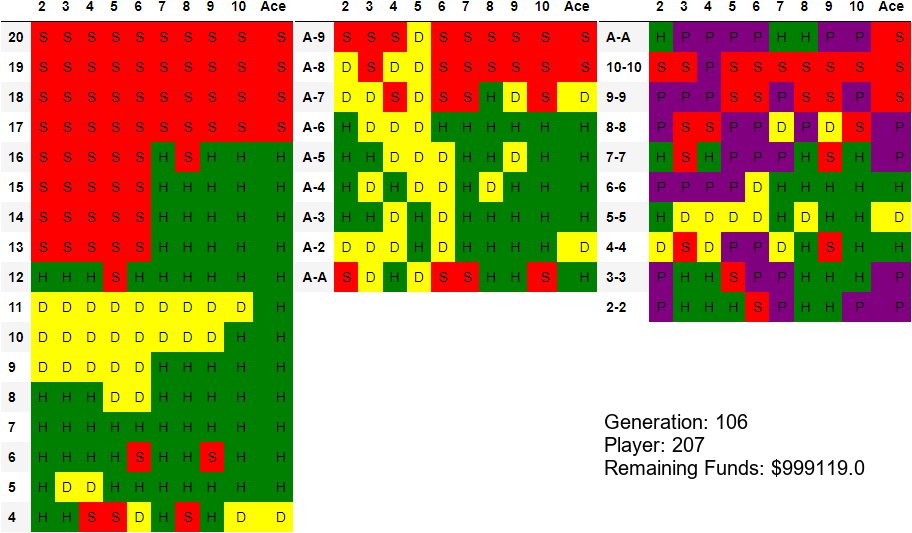 2 3 4 5 6 7 8 9 10 Ace
20 S S S S S S S S S S
19 S S S S S S S S S S
18 S S S S S S S S S S
17 S S S S S S S S S S
16 S S S S S H S H H H
15 S S S S S H H H H H
14 S S S S S H H H H H
13 S S S S S H H H H H
12 H H H S H H H H H H
11 D D D D D D D D D H
10 D D D D D D D D H H
9 D D D D D H H H H H
8 H H H D D H H H H H
7 H H H H H H H H H H
6 H H H H S H H S H H
5 H D D H H H H H H H
4 H H S S D H S H D D
2 3 4 5 6 7 8 9 10 Ace
A-9 S S S D S S S S S S
A-8 D S D D S S S S S S
A-7 D D S D S S H D S D
A-6 H D D D H H H H H H
A-5 H H D D D H H D H H
A-4 H D H D D H D H H H
A-3 H H D H D H H H H H
A-2 D D D H D H H H H D
A-A S D H D S S H H S H
2 3 4 5 6 7 8 9 10 Ace
A-A H P P P P H H P P S
10-10 S S P S S S S S S S
9-9 P P P S S P S S P S
8-8 P S S P P D P D S P
7-7 H S H P P P H S H P
6-6 P P P P D H H H H H
5-5 H D D D D H D H H D
4-4 D S D P P D H S H H
3-3 P H H S P P H H H P
2-2 P H H H S P H H P P
Generation: 106
Player: 207
Remaining Funds: $999119.0